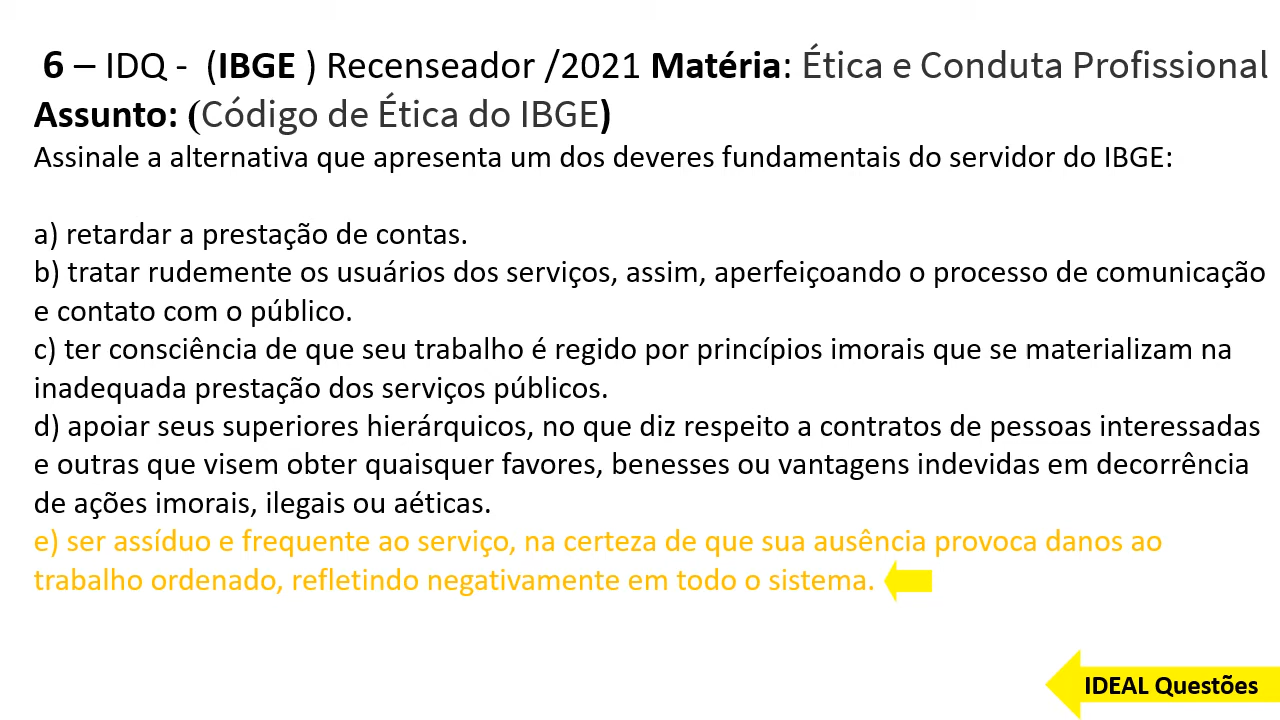 6 – IDQ - (IBGE ) Recenseador /2021 Matéria: Ética e Conduta Profissional
Assunto: (Código de Ética do IBGE)
Assinale a alternativa que apresenta um dos deveres fundamentais do servidor do IBGE:
a) retardar a prestação de contas.
b) tratar rudemente os usuários dos serviços, assim, aperfeiçoando o processo de comunicação
e contato com o público.
c) ter consciência de que seu trabalho é regido por princípios imorais que se materializam na
inadequada prestação dos serviços públicos.
d) apoiar seus superiores hierárquicos, no que diz respeito a contratos de pessoas interessadas
e outras que visem obter quaisquer favores, benesses ou vantagens indevidas em decorrência
de ações imorais, ilegais ou aéticas.
e) ser assíduo e frequente ao serviço, na certeza de que sua ausência provoca danos ao
trabalho ordenado, refletindo negativamente em todo o sistema.
IDEAL Questões